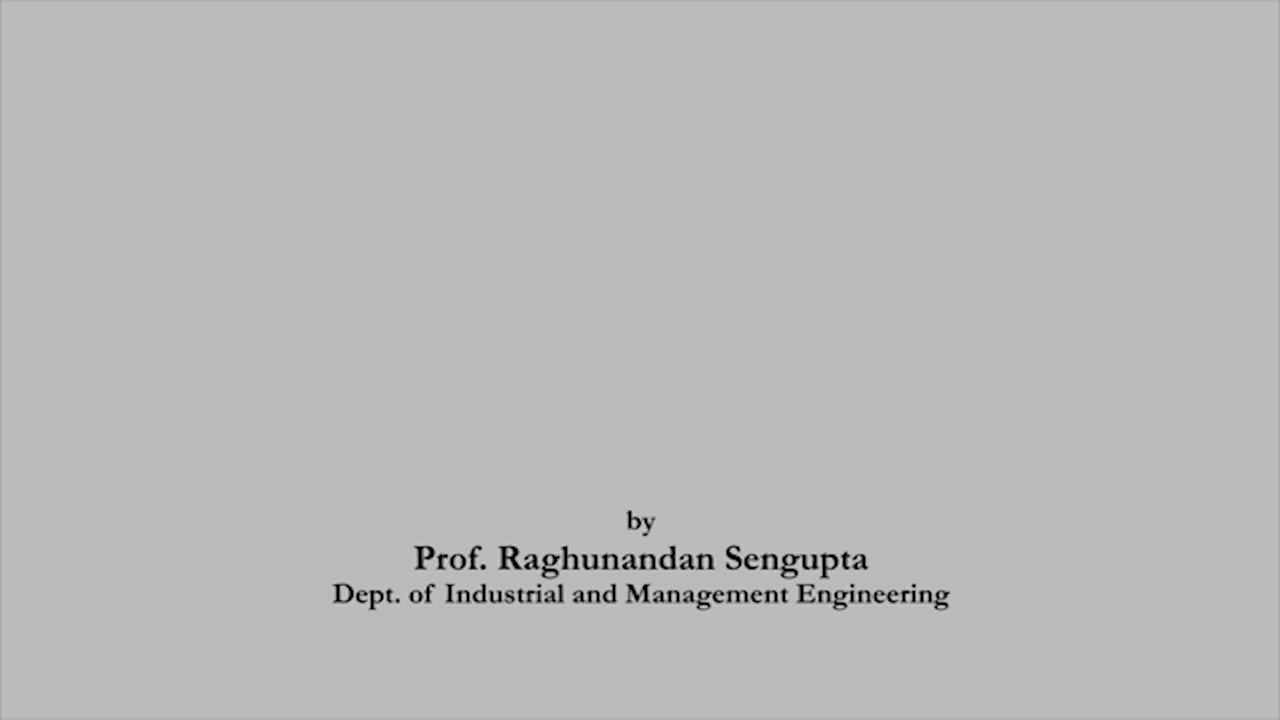 by
Prof. Raghunandan Sengupta
Dept. of Industrial and Management Engineering